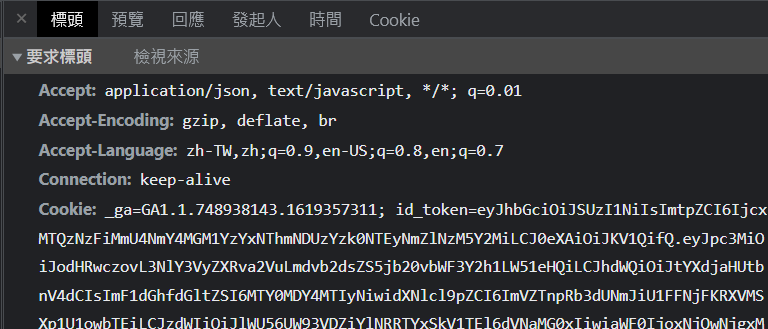 × 標頭 預覽 回應 發起人 時間 Cookie
▼ 要求標頭 檢視來源
Accept: application/json, text/javascript, */*; q=0.01
Accept-Encoding: gzip, deflate, br
Accept-Language: zh-TW,zh;q=0.9,en-US;q=0.8,en;q=0.7
Connection: keep-alive
Cookie: _ga=GA1.1.748938143.1619357311; id_token=eyJhbGciOiJSUzI1NiIsImtpZCI6Ijcx
MTQzNzFiMmU4NmY4MGM1YzYxNThmNDUzYzk0NTEyNmZlNzM5Y2MiLCJ0eXAiOiJKV1QifQ.eyJpc3MiO
iJodHRwczovL3NlY3VyZXRva2VuLmdvb2dsZS5jb20vbWF3Y2h1LW51eHQiLCJhdWQiOiJtYXdjaHUtb
nV4dCIsImF1dGhfdGltZSI6MTY0MDY4MTIyNiwidXNlcl9pZCI6ImVZTnpRb3dUNmJiU1FFNjFKRXVMS